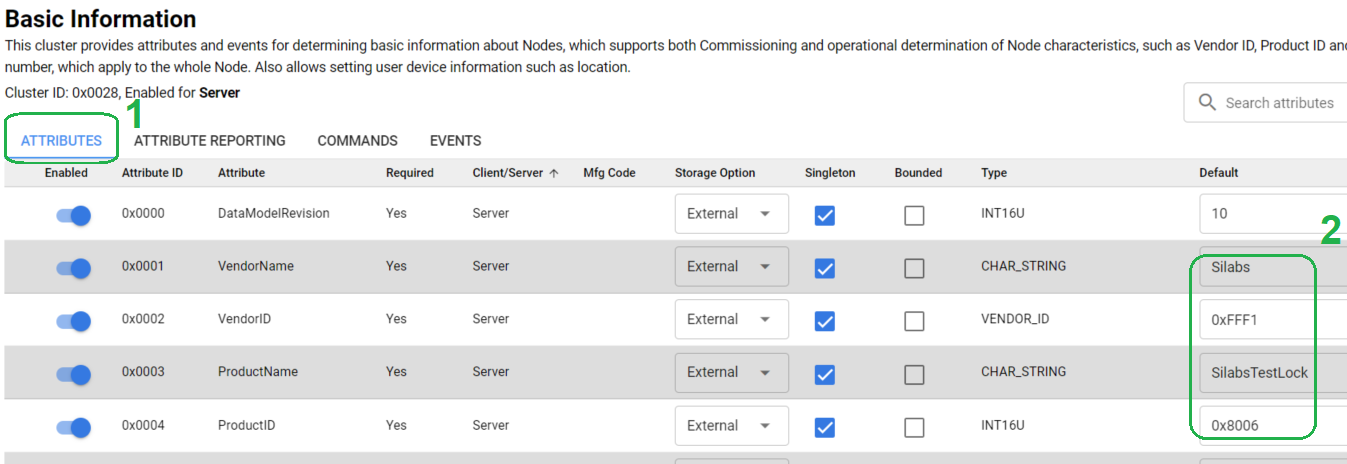 Basic Information
This cluster provides attributes and events for determining basic information about Nodes, which supports both Commissioning and operational determination of Node characteristics, such as Vendor ID, Product ID and
number, which apply to the whole Node. Also allows setting user device information such as location.
Cluster ID: 0x0028, Enabled for Server
Search attributes
1
ATTRIBUTES ATTRIBUTE REPORTING COMMANDS EVENTS
Enabled Attribute ID Attribute Required Client/Server ↑ Mfg Code Storage Option Singleton Bounded Type Default
0x0000 DataModelRevision Yes Server External INT16U 10
2
0x0001 VendorName Yes Server External CHAR_STRING Silabs
0x0002 VendorID Yes Server External VENDOR_ID 0xFFF1
0x0003 ProductName Yes Server External CHAR_STRING SilabsTestLock
0x0004 ProductID Yes Server External INT16U 0x8006